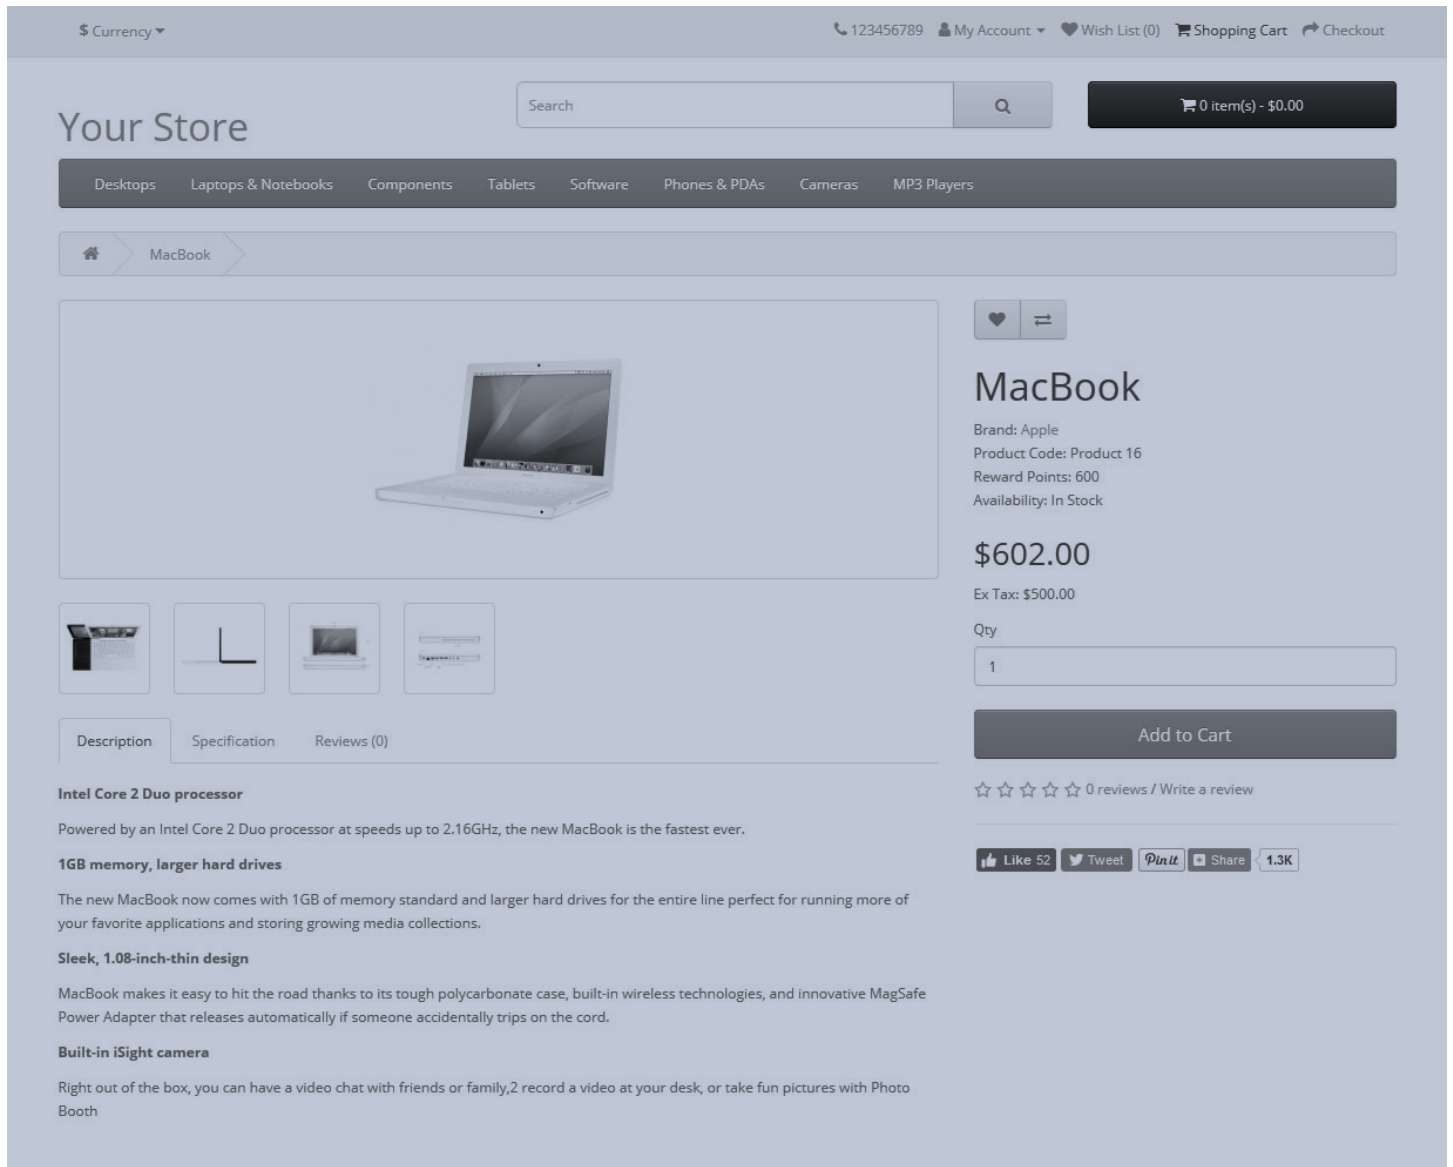 $ Currency
123456789 My Account Wish List (0) Shopping Cart Checkout
Your Store
Search
0 item(s) - $0.00
Desktops Laptops & Notebooks Components Tablets Software Phones & PDAs Cameras MP3 Players
MacBook
MacBook
Brand: Apple
Product Code: Product 16
Reward Points: 600
Availability: In Stock
$602.00
Ex Tax: $500.00
Qty
1
Add to Cart
0 reviews / Write a review
Like 52 Tweet Pin it Share 1.3K
Description Specification Reviews (0)
Intel Core 2 Duo processor
Powered by an Intel Core 2 Duo processor at speeds up to 2.16GHz, the new MacBook is the fastest ever.
1GB memory, larger hard drives
The new MacBook now comes with 1GB of memory standard and larger hard drives for the entire line perfect for running more of
your favorite applications and storing growing media collections.
Sleek, 1.08-inch-thin design
MacBook makes it easy to hit the road thanks to its tough polycarbonate case, built-in wireless technologies, and innovative MagSafe
Power Adapter that releases automatically if someone accidentally trips on the cord.
Built-in iSight camera
Right out of the box, you can have a video chat with friends or family,2 record a video at your desk, or take fun pictures with Photo
Booth